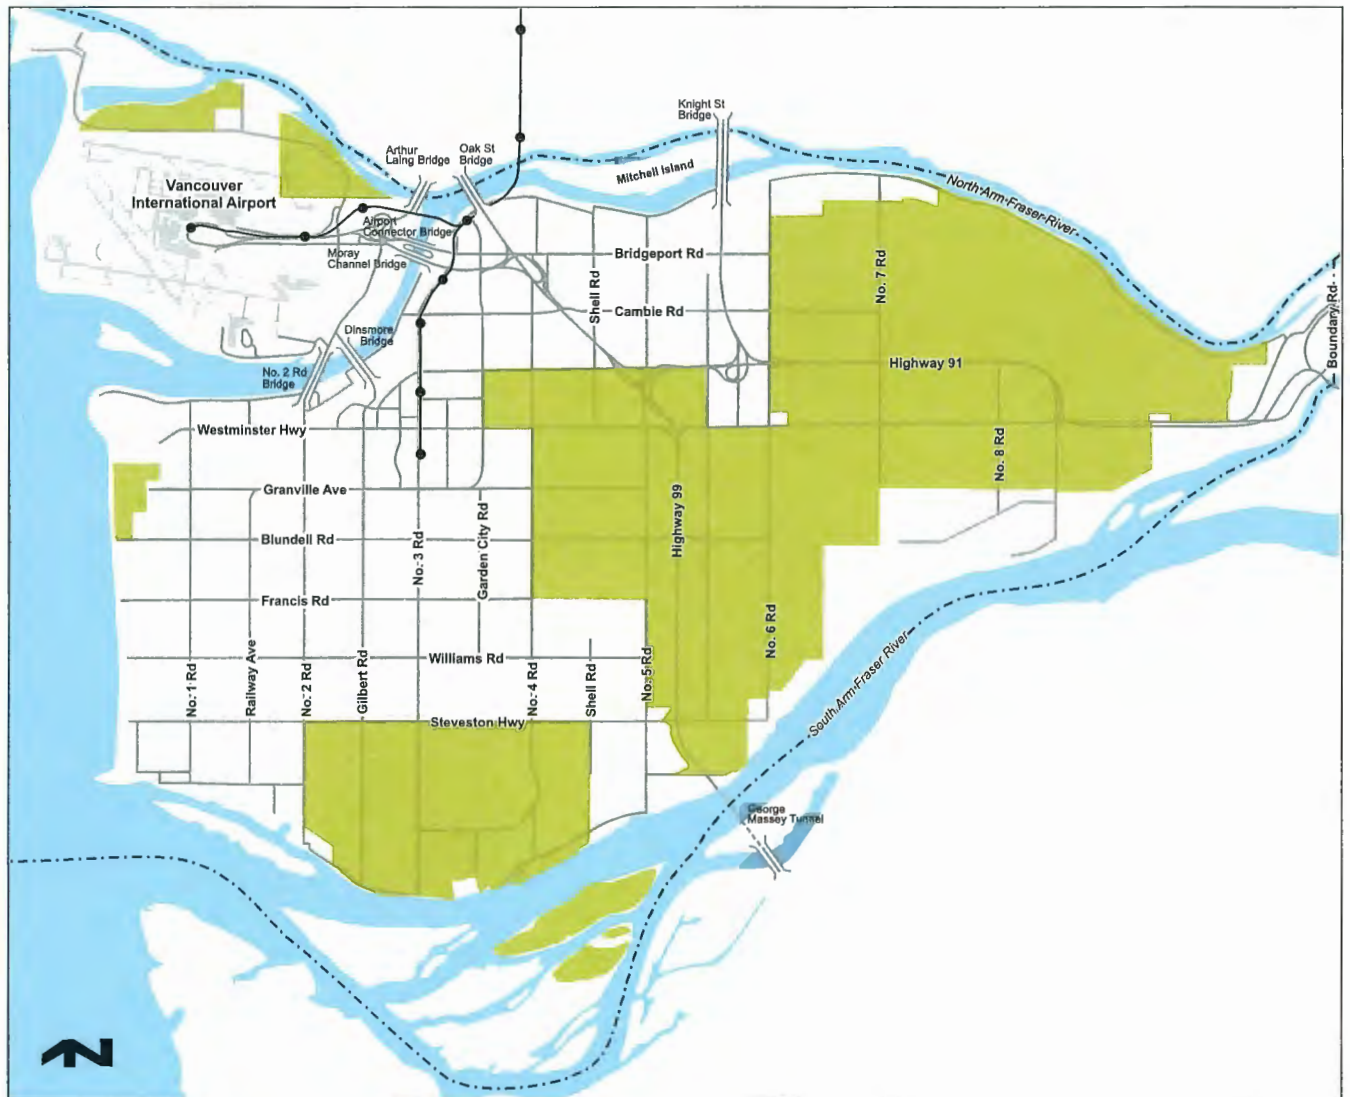 Knight St
Bridge
Arthur
Laing Bridge
Oak St
Bridge
Mitchell Island
Vancouver
International Airport
North Arm Fraser River
Airport
Connector Bridge
Moray
Channel Bridge
Bridgeport Rd
No. 7 Rd
Shell Rd
Cambie Rd
Boundary Rd
Dinsmore
Bridge
No. 2 Rd
Bridge
Highway 91
Westminster Hwy
No. 8 Rd
Granville Ave
Highway 99
Blundell Rd
No. 3 Rd
Garden City Rd
Francis Rd
No. 6 Rd
Williams Rd
No. 1 Rd
Railway Ave
No. 2 Rd
Gilbert Rd
No. 4 Rd
Shell Rd
No. 5 Rd
South Arm Fraser River
Steveston Hwy
George
Massey Tunnel
N